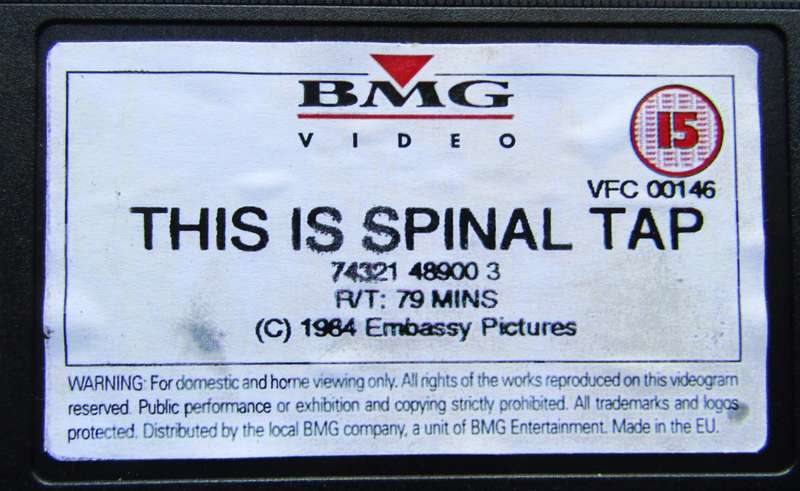 BMG
VIDEO
15
VFC 00146
THIS IS SPINAL TAP
74321 48900 3
R/T: 79 MINS
(C) 1984 Embassy Pictures
WARNING: For domestic and home viewing only. All rights of the works reproduced on this videogram
reserved. Public performance or exhibition and copying strictly prohibited. All trademarks and logos
protected. Distributed by the local BMG company, a unit of BMG Entertainment. Made in the EU.